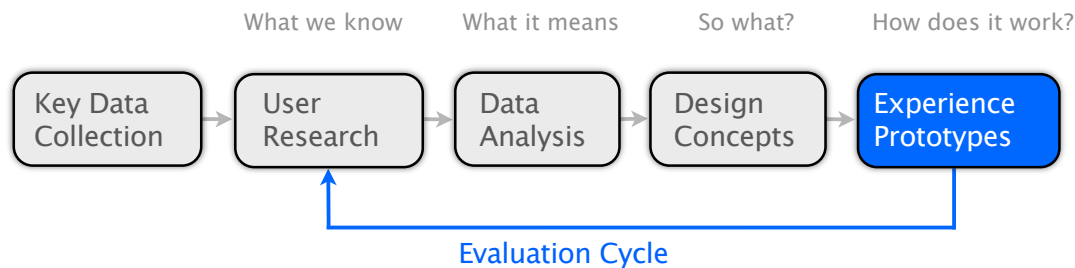 What we know
What it means
So what?
How does it work?
Key Data
Collection
User
Research
Data
Analysis
Design
Concepts
Experience
Prototypes
Evaluation Cycle